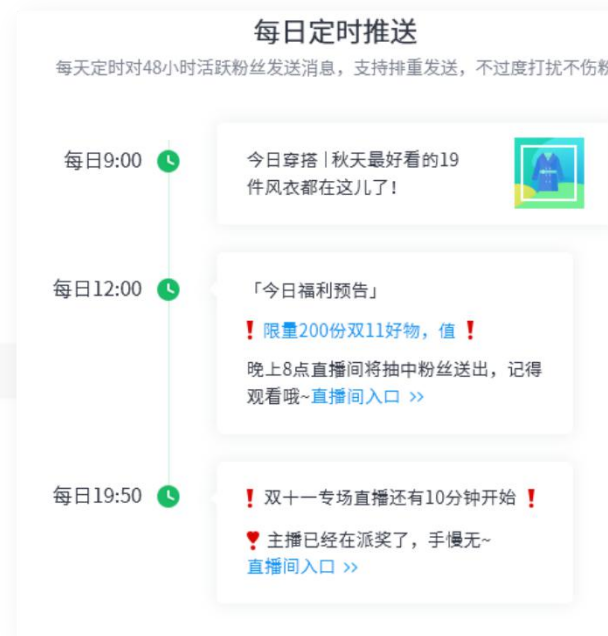 每日定时推送
每天定时对48小时活跃粉丝发送消息，支持排重发送，不过度打扰不伤
每日9:00
今日穿搭 | 秋天最好看的19
件风衣都在这儿了！
每日12:00
「今日福利预告」
❗ 限量200份双11好物，值 ❗
晚上8点直播间将抽中粉丝送出，记得
观看哦~直播间入口 >>
每日19:50
❗ 双十一专场直播还有10分钟开始 ❗
❣ 主播已经在派奖了，手慢无~
直播间入口 >>